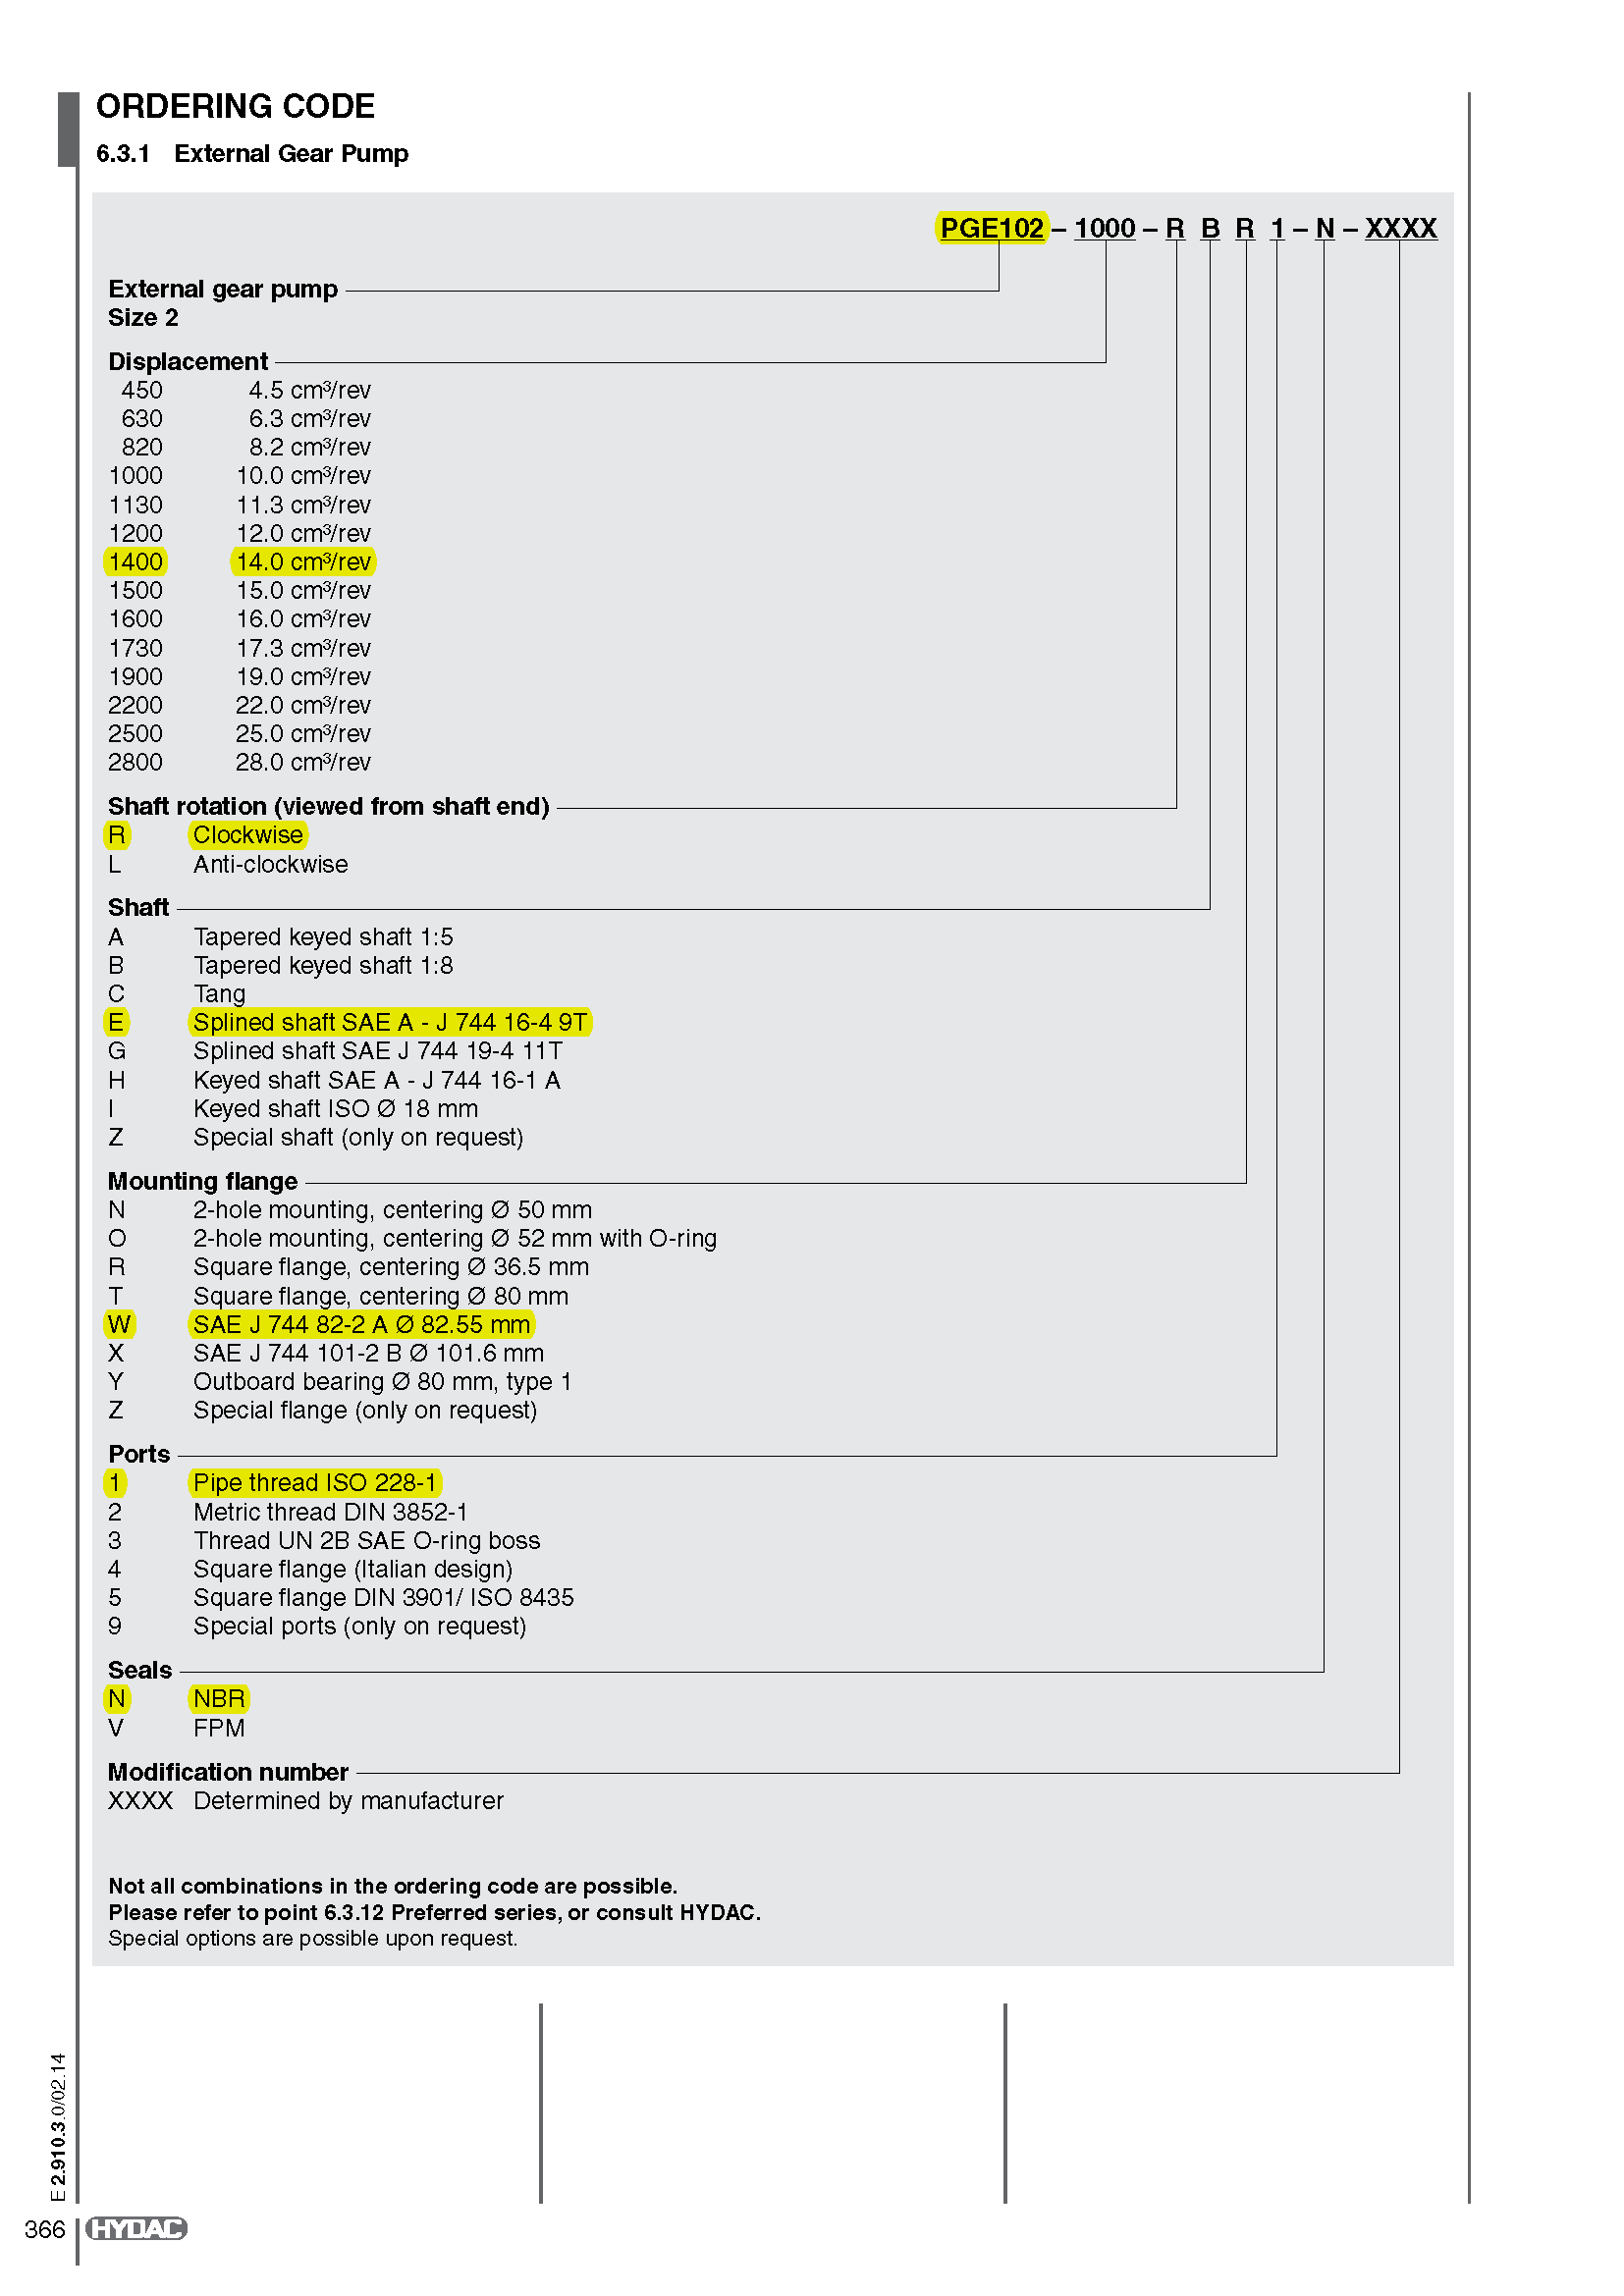 ORDERING CODE
6.3.1 External Gear Pump
PGE102 – 1000 – R B R 1 – N – XXXX
External gear pump
Size 2
Displacement
450 4.5 cm³/rev
630 6.3 cm³/rev
820 8.2 cm³/rev
1000 10.0 cm³/rev
1130 11.3 cm³/rev
1200 12.0 cm³/rev
1400 14.0 cm³/rev
1500 15.0 cm³/rev
1600 16.0 cm³/rev
1730 17.3 cm³/rev
1900 19.0 cm³/rev
2200 22.0 cm³/rev
2500 25.0 cm³/rev
2800 28.0 cm³/rev
Shaft rotation (viewed from shaft end)
R Clockwise
L Anti-clockwise
Shaft
A Tapered keyed shaft 1:5
B Tapered keyed shaft 1:8
C Tang
E Splined shaft SAE A - J 744 16-4 9T
G Splined shaft SAE J 744 19-4 11T
H Keyed shaft SAE A - J 744 16-1 A
I Keyed shaft ISO Ø 18 mm
Z Special shaft (only on request)
Mounting flange
N 2-hole mounting, centering Ø 50 mm
O 2-hole mounting, centering Ø 52 mm with O-ring
R Square flange, centering Ø 36.5 mm
T Square flange, centering Ø 80 mm
W SAE J 744 82-2 A Ø 82.55 mm
X SAE J 744 101-2 B Ø 101.6 mm
Y Outboard bearing Ø 80 mm, type 1
Z Special flange (only on request)
Ports
1 Pipe thread ISO 228-1
2 Metric thread DIN 3852-1
3 Thread UN 2B SAE O-ring boss
4 Square flange (Italian design)
5 Square flange DIN 3901/ ISO 8435
9 Special ports (only on request)
Seals
N NBR
V FPM
Modification number
XXXX Determined by manufacturer
Not all combinations in the ordering code are possible.
Please refer to point 6.3.12 Preferred series, or consult HYDAC.
Special options are possible upon request.
E 2.910.3.0/02.14
366 HYDAC